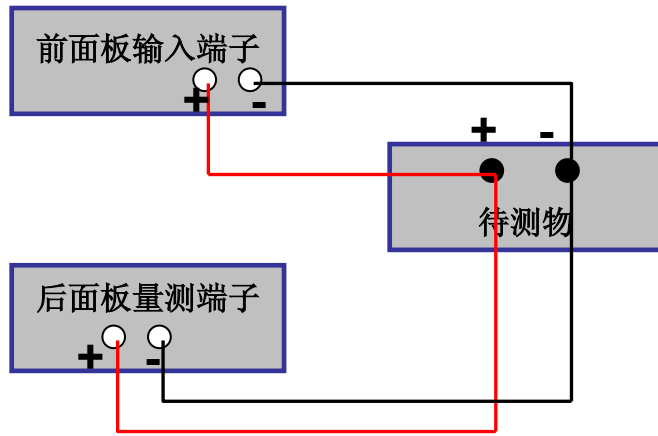 前面板输入端子
+ -
+ -
待测物
后面板量测端子
+ -